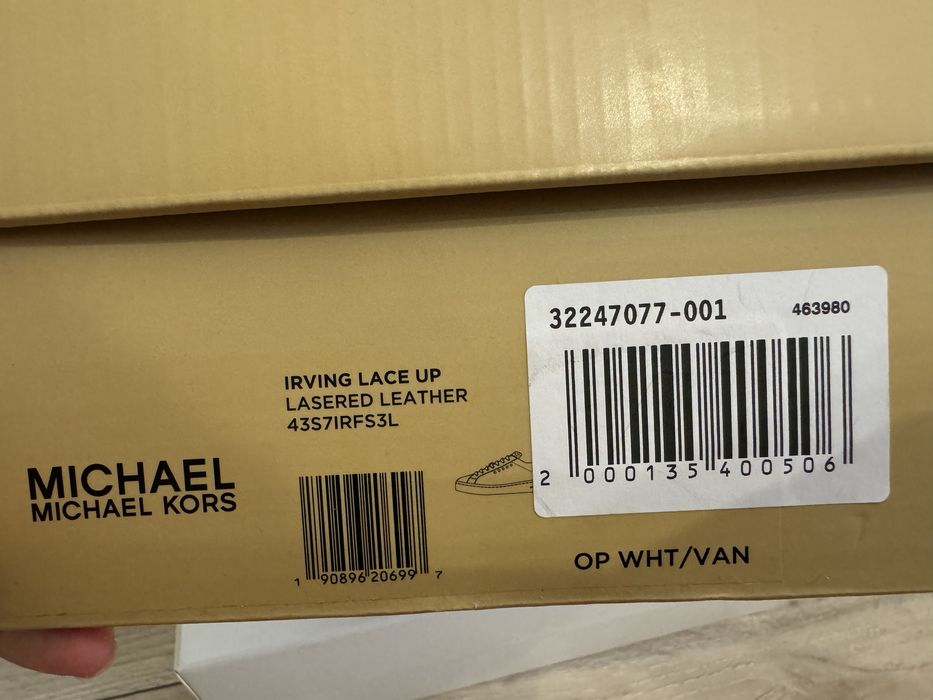 32247077-001 463980
2 000135 400506
IRVING LACE UP
LASERED LEATHER
43S7IRFS3L
MICHAEL
MICHAEL KORS
1 90896 20699 7
OP WHT/VAN